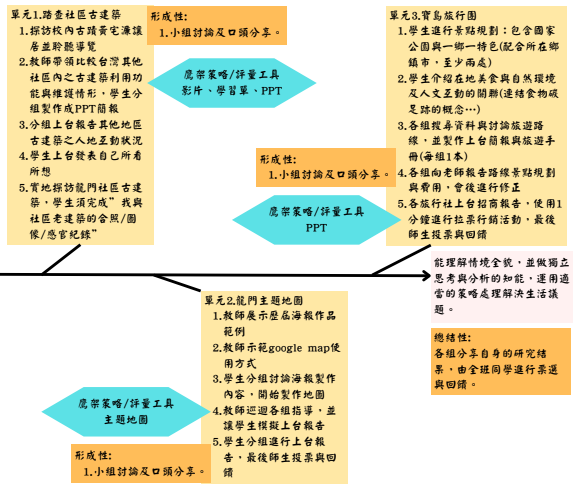 單元1.踏查社區古建築
1.探訪校內古蹟黃宅濂讓
居並聆聽導覽
2.教師帶領比較台灣其他
社區內之古建築利用功
能與維護情形，學生分
組製作成PPT簡報
3.分組上台報告其他地區
古建築之人地互動狀況
4.學生上台發表自己所看
所想
5.實地探訪龍門社區古建
築，學生須完成”我與
社區老建築的合照/圖
像/感官紀錄”
形成性:
1.小組討論及口頭分享。
鷹架策略/評量工具
影片、學習單、PPT
單元3.寶島旅行團
1.學生進行景點規劃：包含國家
公園與一鄉一特色(配合所在鄉
鎮市，至少兩處)
2.學生介紹在地美食與自然環境
及人文互動的關聯(連結食物碳
足跡的概念…)
3.各組搜尋資料與討論旅遊路
線，並製作上台簡報與旅遊手
冊(每組1本)
4.各組向老師報告路線景點規劃
與費用，會後進行修正
5.各旅行社上台招商報告，使用1
分鐘進行拉票行銷活動，最後
師生投票與回饋
形成性:
1.小組討論及口頭分享。
鷹架策略/評量工具
PPT
能理解情境全貌，並做獨立
思考與分析的知能，運用適
當的策略處理解決生活議
題。
總結性:
各組分享自身的研究結
果，由全班同學進行票選
與回饋。
單元2.龍門主題地圖
1.教師展示歷屆海報作品
範例
2.教師示範google map使
用方式
3.學生分組討論海報製作
內容，開始製作地圖
4.教師巡迴各組指導，並
讓學生模擬上台報告
5.學生分組進行上台報
告，最後師生投票與回
饋
鷹架策略/評量工具
主題地圖
形成性:
1.小組討論及口頭分享。